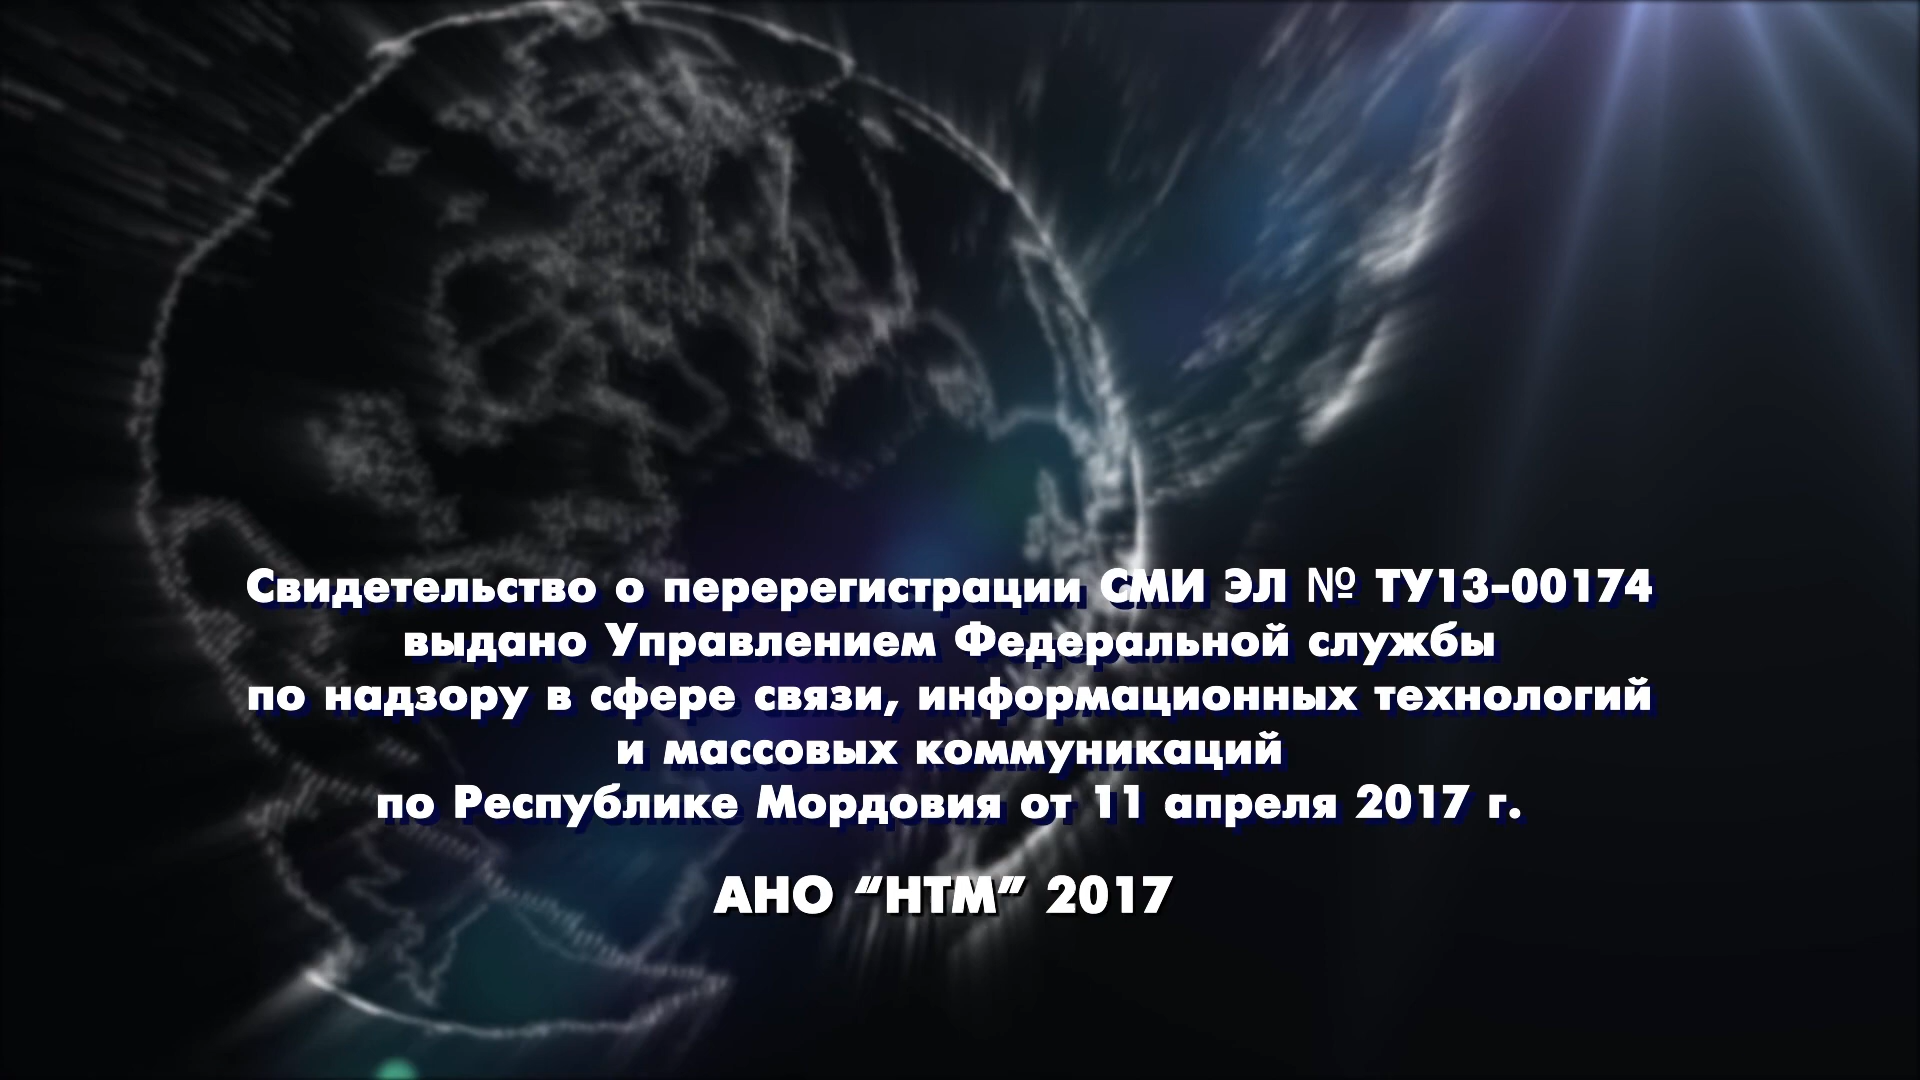 Свидетельство о перерегистрации СМИ ЭЛ № ТУ13-00174
выдано Управлением Федеральной службы
по надзору в сфере связи, информационных технологий
и массовых коммуникаций
по Республике Мордовия от 11 апреля 2017 г.
АНО “НТМ” 2017